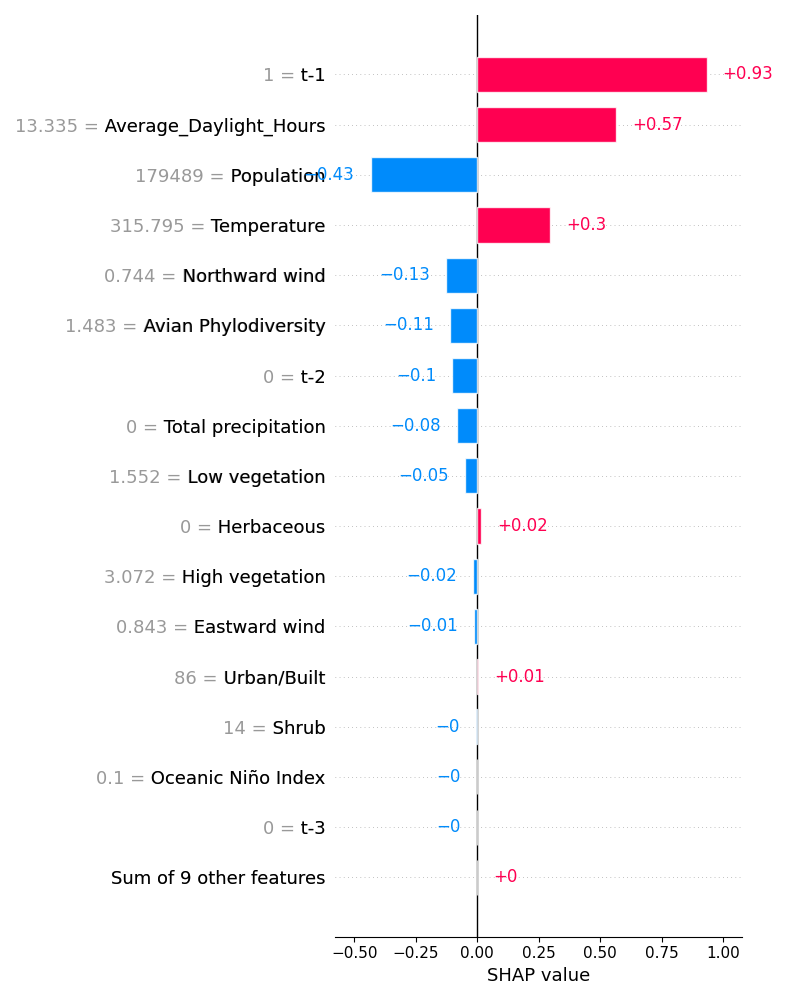 1 = t-1 +0.93
13.335 = Average_Daylight_Hours +0.57
179489 = Population −0.43
315.795 = Temperature +0.3
0.744 = Northward wind −0.13
1.483 = Avian Phylodiversity −0.11
0 = t-2 −0.1
0 = Total precipitation −0.08
1.552 = Low vegetation −0.05
0 = Herbaceous +0.02
3.072 = High vegetation −0.02
0.843 = Eastward wind −0.01
86 = Urban/Built +0.01
14 = Shrub −0
0.1 = Oceanic Niño Index −0
0 = t-3 −0
Sum of 9 other features +0
−0.50 −0.25 0.00 0.25 0.50 0.75 1.00
SHAP value